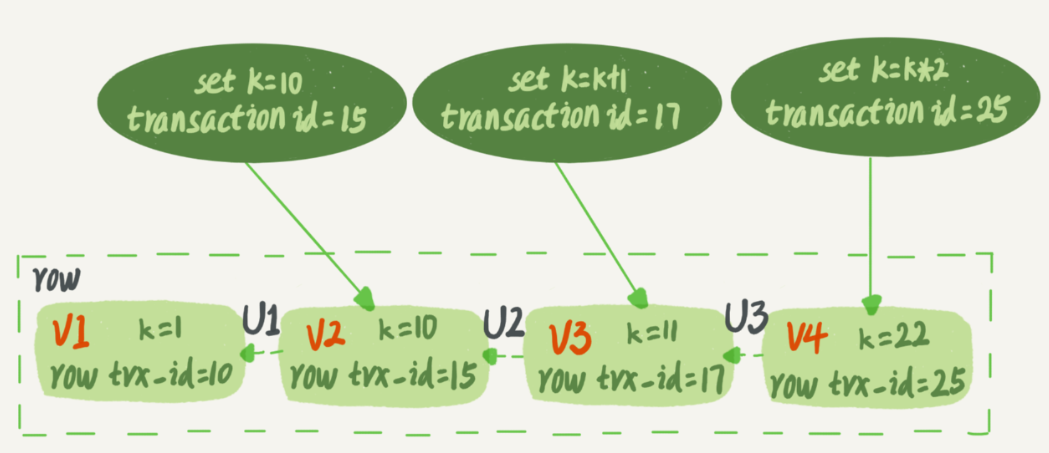 set k=10
transaction id=15
set k=k+1
transaction id=17
set k=k*2
transaction id=25
row
V1 k=1
row trx_id=10
U1
V2 k=10
row trx_id=15
U2
V3 k=11
row trx_id=17
U3
V4 k=22
row trx_id=25